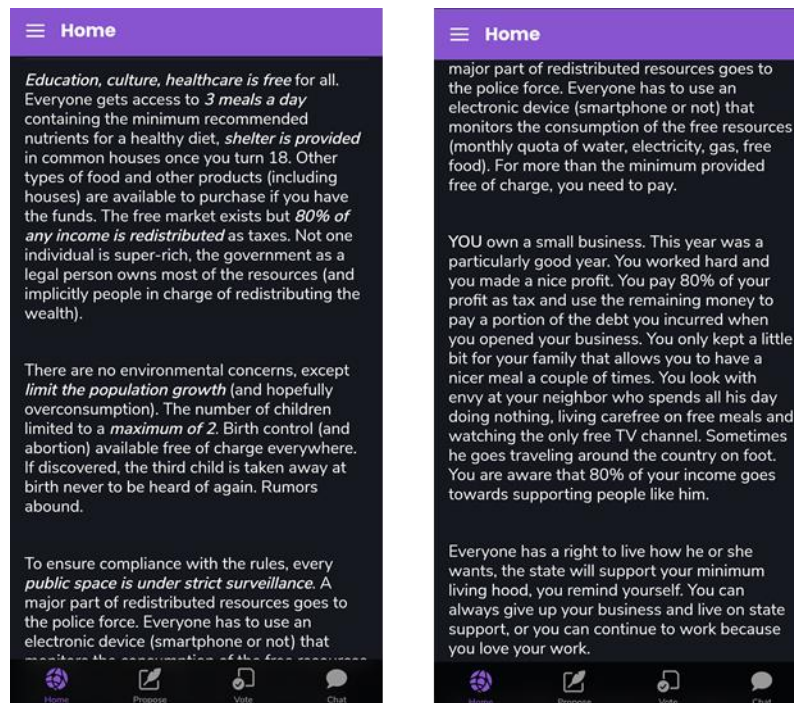 Home
Education, culture, healthcare is free for all.
Everyone gets access to 3 meals a day
containing the minimum recommended
nutrients for a healthy diet, shelter is provided
in common houses once you turn 18. Other
types of food and other products (including
houses) are available to purchase if you have
the funds. The free market exists but 80% of
any income is redistributed as taxes. Not one
individual is super-rich, the government as a
legal person owns most of the resources (and
implicitly people in charge of redistributing the
wealth).
There are no environmental concerns, except
limit the population growth (and hopefully
overconsumption). The number of children
limited to a maximum of 2. Birth control (and
abortion) available free of charge everywhere.
If discovered, the third child is taken away at
birth never to be heard of again. Rumors
abound.
To ensure compliance with the rules, every
public space is under strict surveillance. A
major part of redistributed resources goes to
the police force. Everyone has to use an
electronic device (smartphone or not) that
monitors the consumption of the free resources
Home Propose Vote Chat
Home
major part of redistributed resources goes to
the police force. Everyone has to use an
electronic device (smartphone or not) that
monitors the consumption of the free resources
(monthly quota of water, electricity, gas, free
food). For more than the minimum provided
free of charge, you need to pay.
YOU own a small business. This year was a
particularly good year. You worked hard and
you made a nice profit. You pay 80% of your
profit as tax and use the remaining money to
pay a portion of the debt you incurred when
you opened your business. You only kept a little
bit for your family that allows you to have a
nicer meal a couple of times. You look with
envy at your neighbor who spends all his day
doing nothing, living carefree on free meals and
watching the only free TV channel. Sometimes
he goes traveling around the country on foot.
You are aware that 80% of your income goes
towards supporting people like him.
Everyone has a right to live how he or she
wants, the state will support your minimum
living hood, you remind yourself. You can
always give up your business and live on state
support, or you can continue to work because
you love your work.
Home Propose Vote Chat